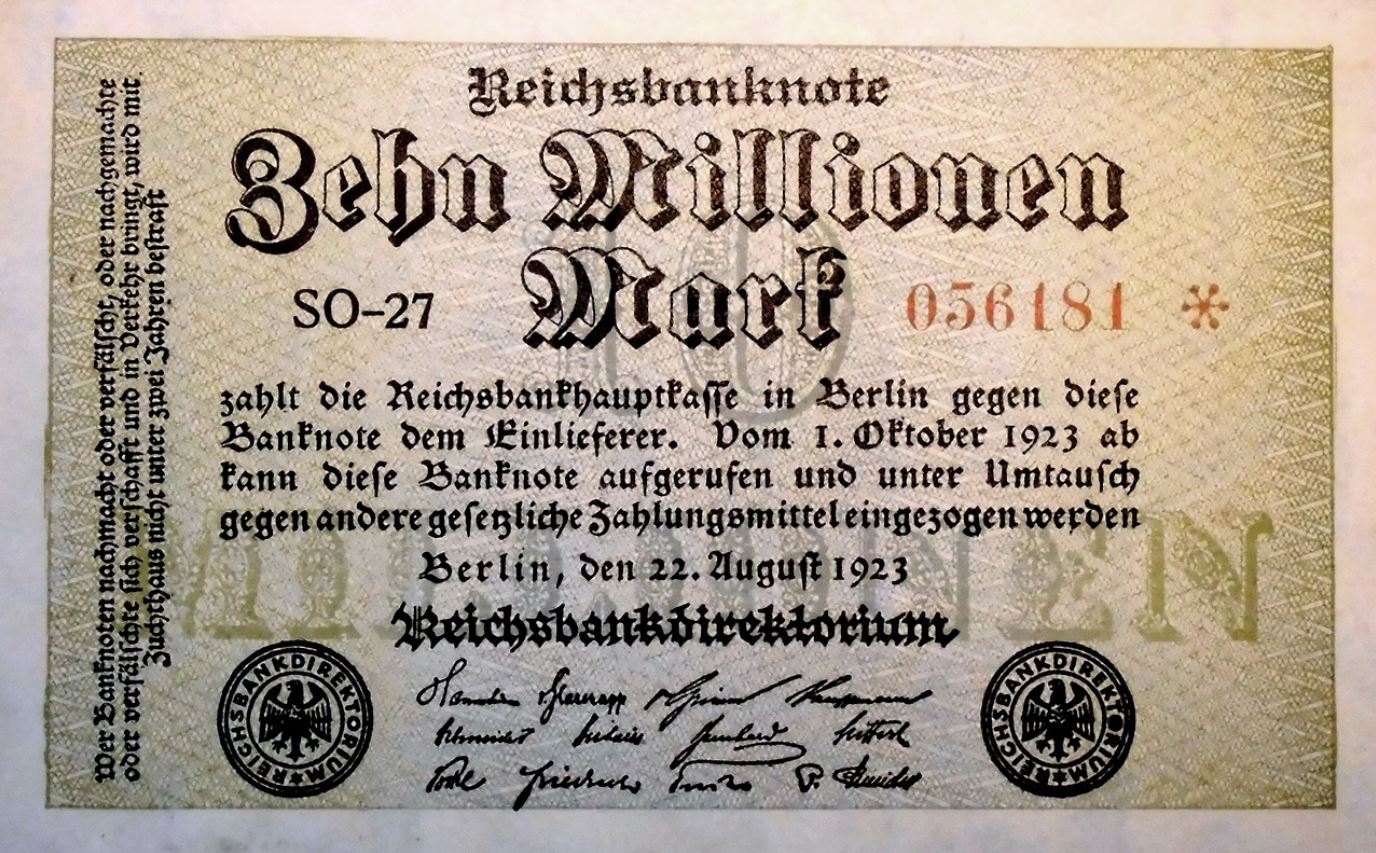 Reichsbanknote
Zehn Millionen
Mark
SO-27
056181 *
zahlt die Reichsbankhauptkasse in Berlin gegen diese
Banknote dem Einlieferer. Vom 1. Oktober 1923 ab
kann diese Banknote aufgerufen und unter Umtausch
gegen andere gesetzliche Zahlungsmittel eingezogen werden
Berlin, den 22. August 1923
Reichsbankdirektorium
REICHSBANKDIREKTORIUM
REICHSBANKDIREKTORIUM
Wer Banknoten nachmacht oder verfälscht, oder nachgemachte
oder verfälschte sich verschafft und in Verkehr bringt, wird mit
Zuchthaus nicht unter zwei Jahren bestraft
10